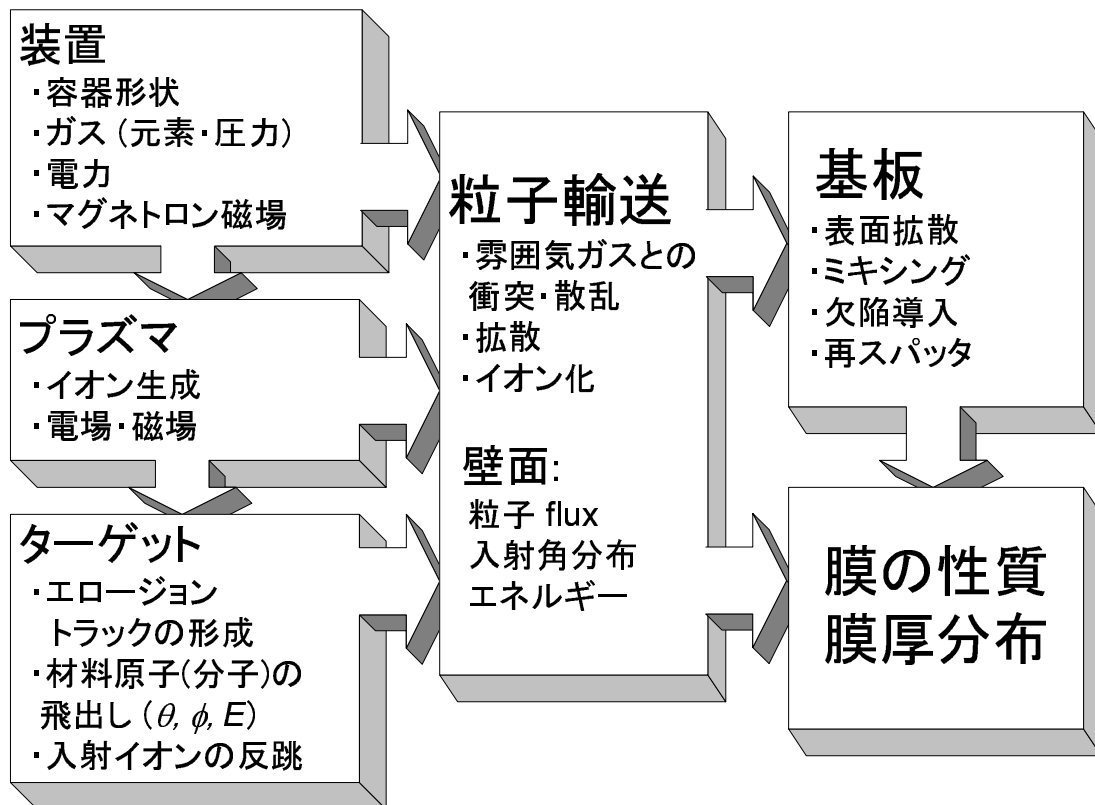 装置
・容器形状
・ガス(元素・圧力)
・電力
・マグネトロン磁場
プラズマ
・イオン生成
・電場・磁場
ターゲット
・エロージョン
トラックの形成
・材料原子(分子)の
飛出し(θ, ϕ, E)
・入射イオンの反跳
粒子輸送
・雰囲気ガスとの
衝突・散乱
・拡散
・イオン化
壁面:
粒子 flux
入射角分布
エネルギー
基板
・表面拡散
・ミキシング
・欠陥導入
・再スパッタ
膜の性質
膜厚分布